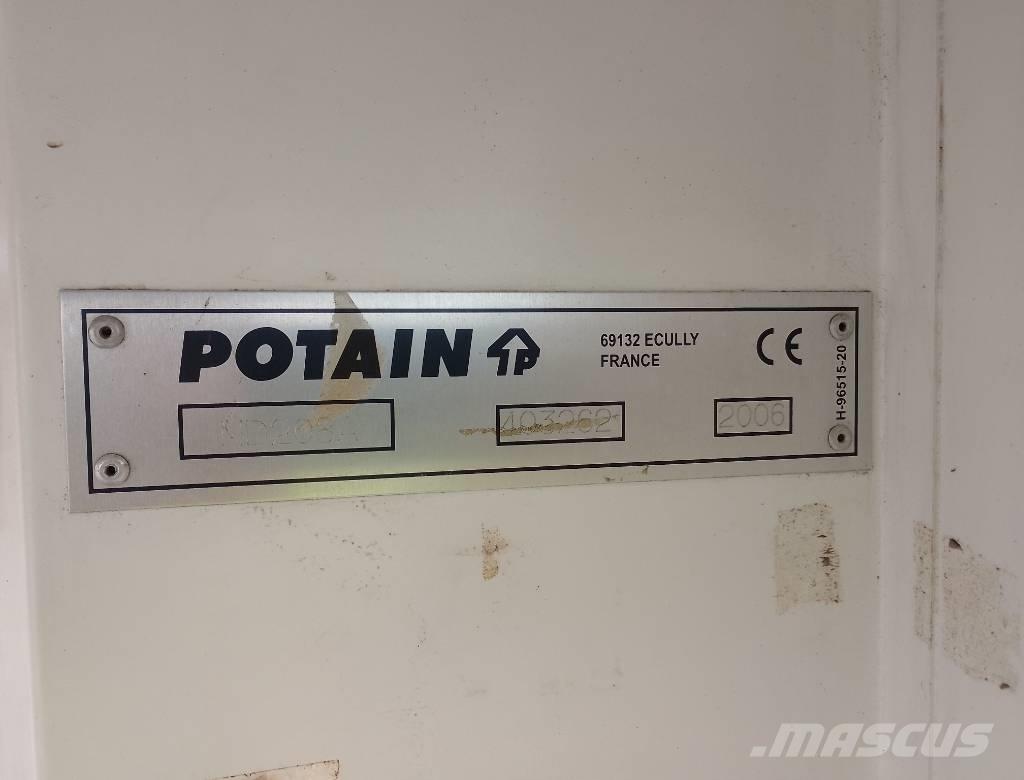 POTAIN
69132 ECULLY
FRANCE
CE
403262
2006
H-96515-20
MASCUS